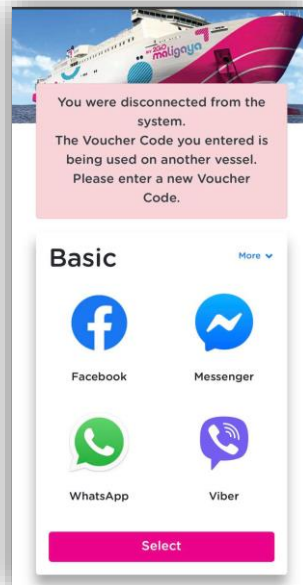 BY 2GO
maligaya
You were disconnected from the
system.
The Voucher Code you entered is
being used on another vessel.
Please enter a new Voucher
Code.
Basic
More
Facebook
Messenger
WhatsApp
Viber
Select